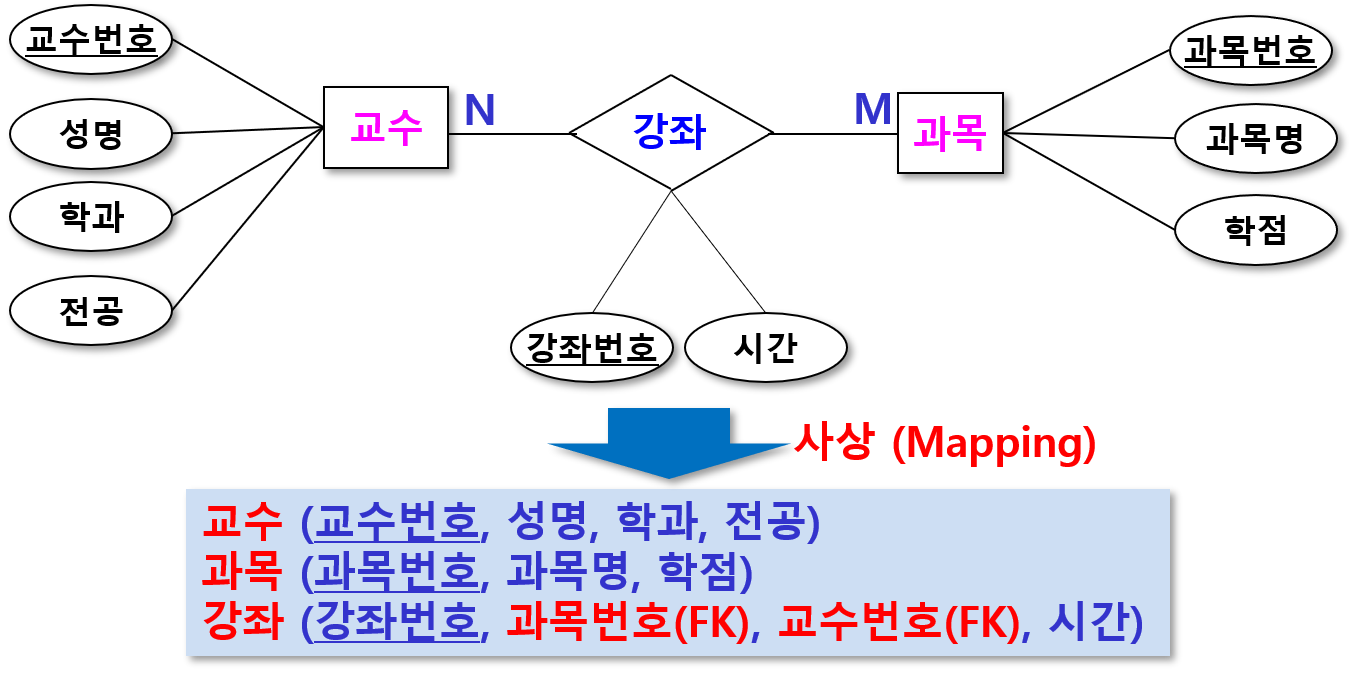 교수번호
성명
학과
전공
교수
N
강좌
M
과목
과목번호
과목명
학점
강좌번호
시간
사상 (Mapping)
교수 (교수번호, 성명, 학과, 전공)
과목 (과목번호, 과목명, 학점)
강좌 (강좌번호, 과목번호(FK), 교수번호(FK), 시간)